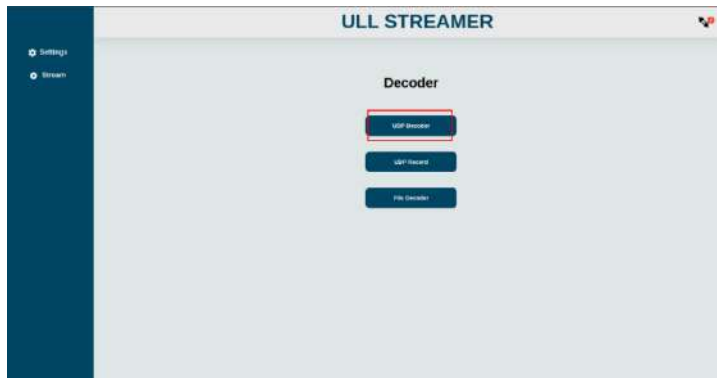 ULL STREAMER
Settings
Stream
Decoder
UDP Decoder
UDP Record
File Decoder